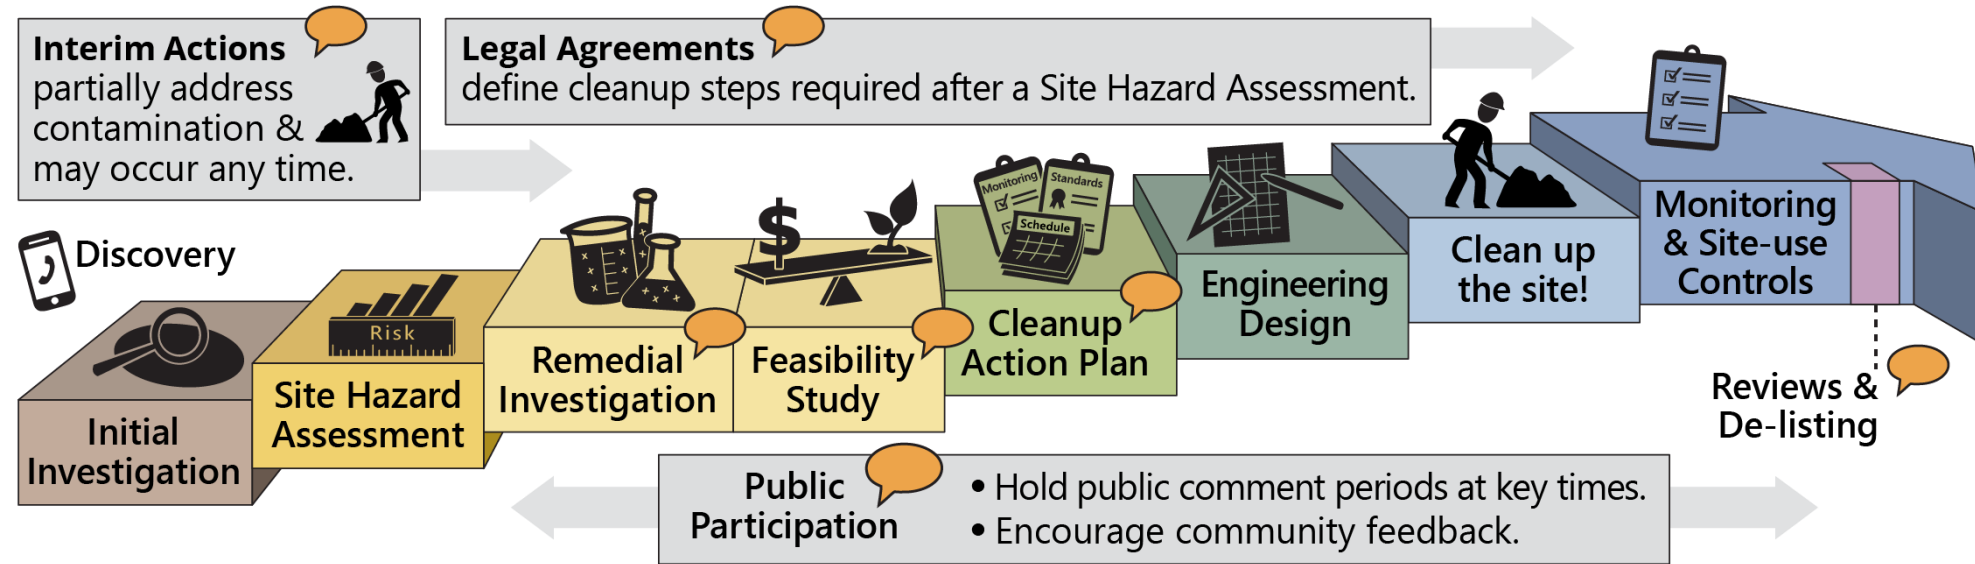 Interim Actions
partially address
contamination &
may occur any time.
Legal Agreements
define cleanup steps required after a Site Hazard Assessment.
Discovery
Initial
Investigation
Risk
Site Hazard
Assessment
Remedial
Investigation
$
Feasibility
Study
Monitoring
Standards
Schedule
Cleanup
Action Plan
Engineering
Design
Clean up
the site!
Monitoring
& Site-use
Controls
Reviews &
De-listing
Public
Participation
• Hold public comment periods at key times.
• Encourage community feedback.